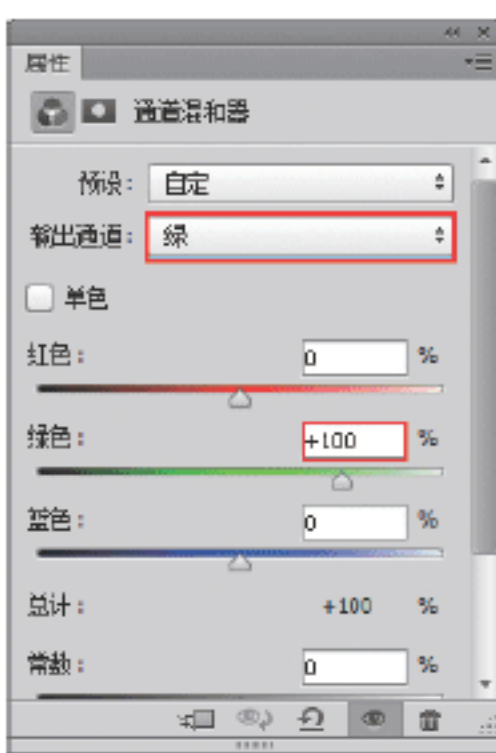 属性
通道混和器
预设： 自定
输出通道： 绿
单色
红色： 0 %
绿色： +100 %
蓝色： 0 %
总计： +100 %
常数： 0 %